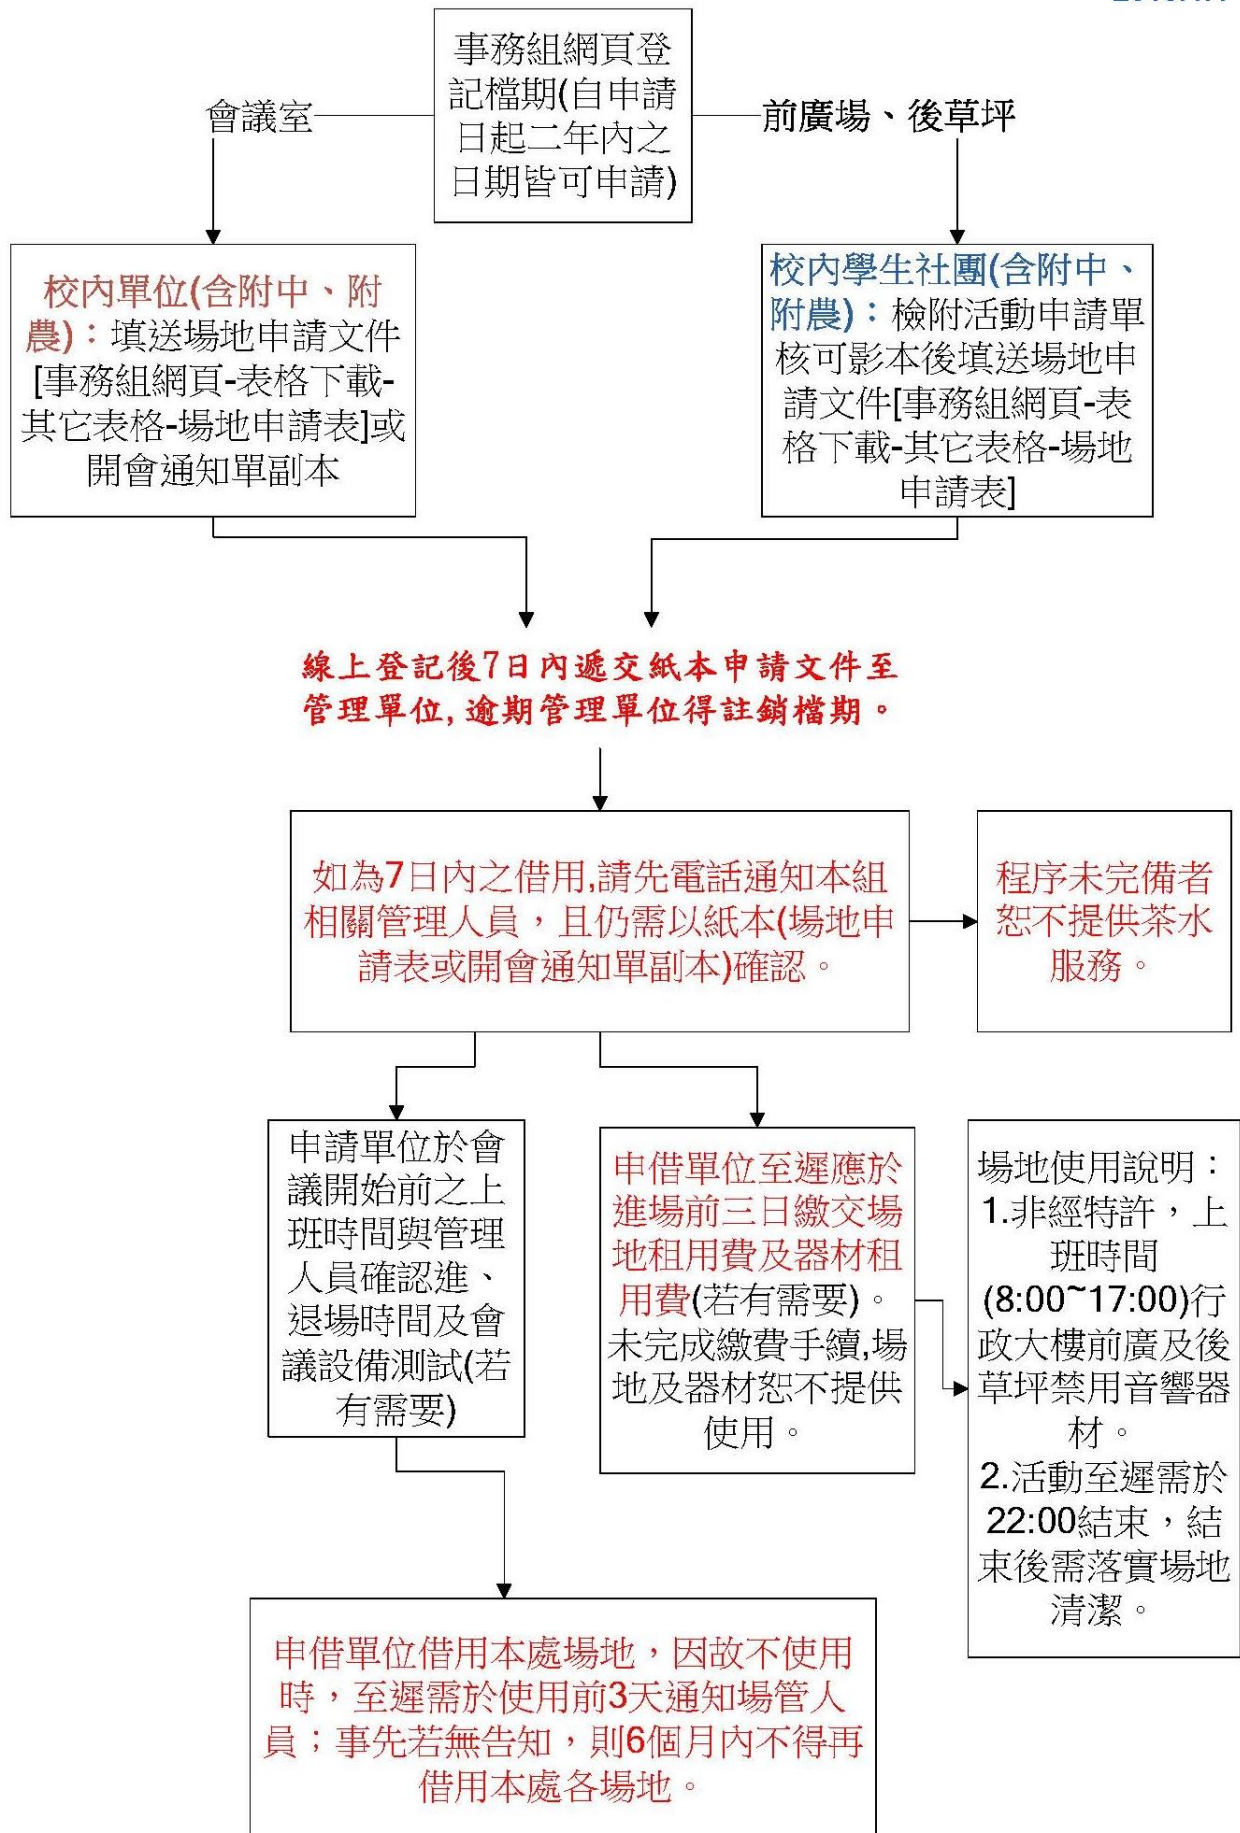 事務組網頁登
記檔期(自申請
日起二年內之
日期皆可申請)
會議室
前廣場、後草坪
校內單位(含附中、附
農)：填送場地申請文件
[事務組網頁-表格下載-
其它表格-場地申請表]或
開會通知單副本
校內學生社團(含附中、
附農)：檢附活動申請單
核可影本後填送場地申
請文件[事務組網頁-表
格下載-其它表格-場地
申請表]
線上登記後7日內遞交紙本申請文件至
管理單位,逾期管理單位得註銷檔期。
如為7日內之借用,請先電話通知本組
相關管理人員，且仍需以紙本(場地申
請表或開會通知單副本)確認。
程序未完備者
恕不提供茶水
服務。
申請單位於會
議開始前之上
班時間與管理
人員確認進、
退場時間及會
議設備測試(若
有需要)
申借單位至遲應於
進場前三日繳交場
地租用費及器材租
用費(若有需要)。
未完成繳費手續,場
地及器材恕不提供
使用。
場地使用說明：
1.非經特許，上
班時間
(8:00~17:00)行
政大樓前廣及後
草坪禁用音響器
材。
2.活動至遲需於
22:00結束，結
束後需落實場地
清潔。
申借單位借用本處場地，因故不使用
時，至遲需於使用前3天通知場管人
員；事先若無告知，則6個月內不得再
借用本處各場地。